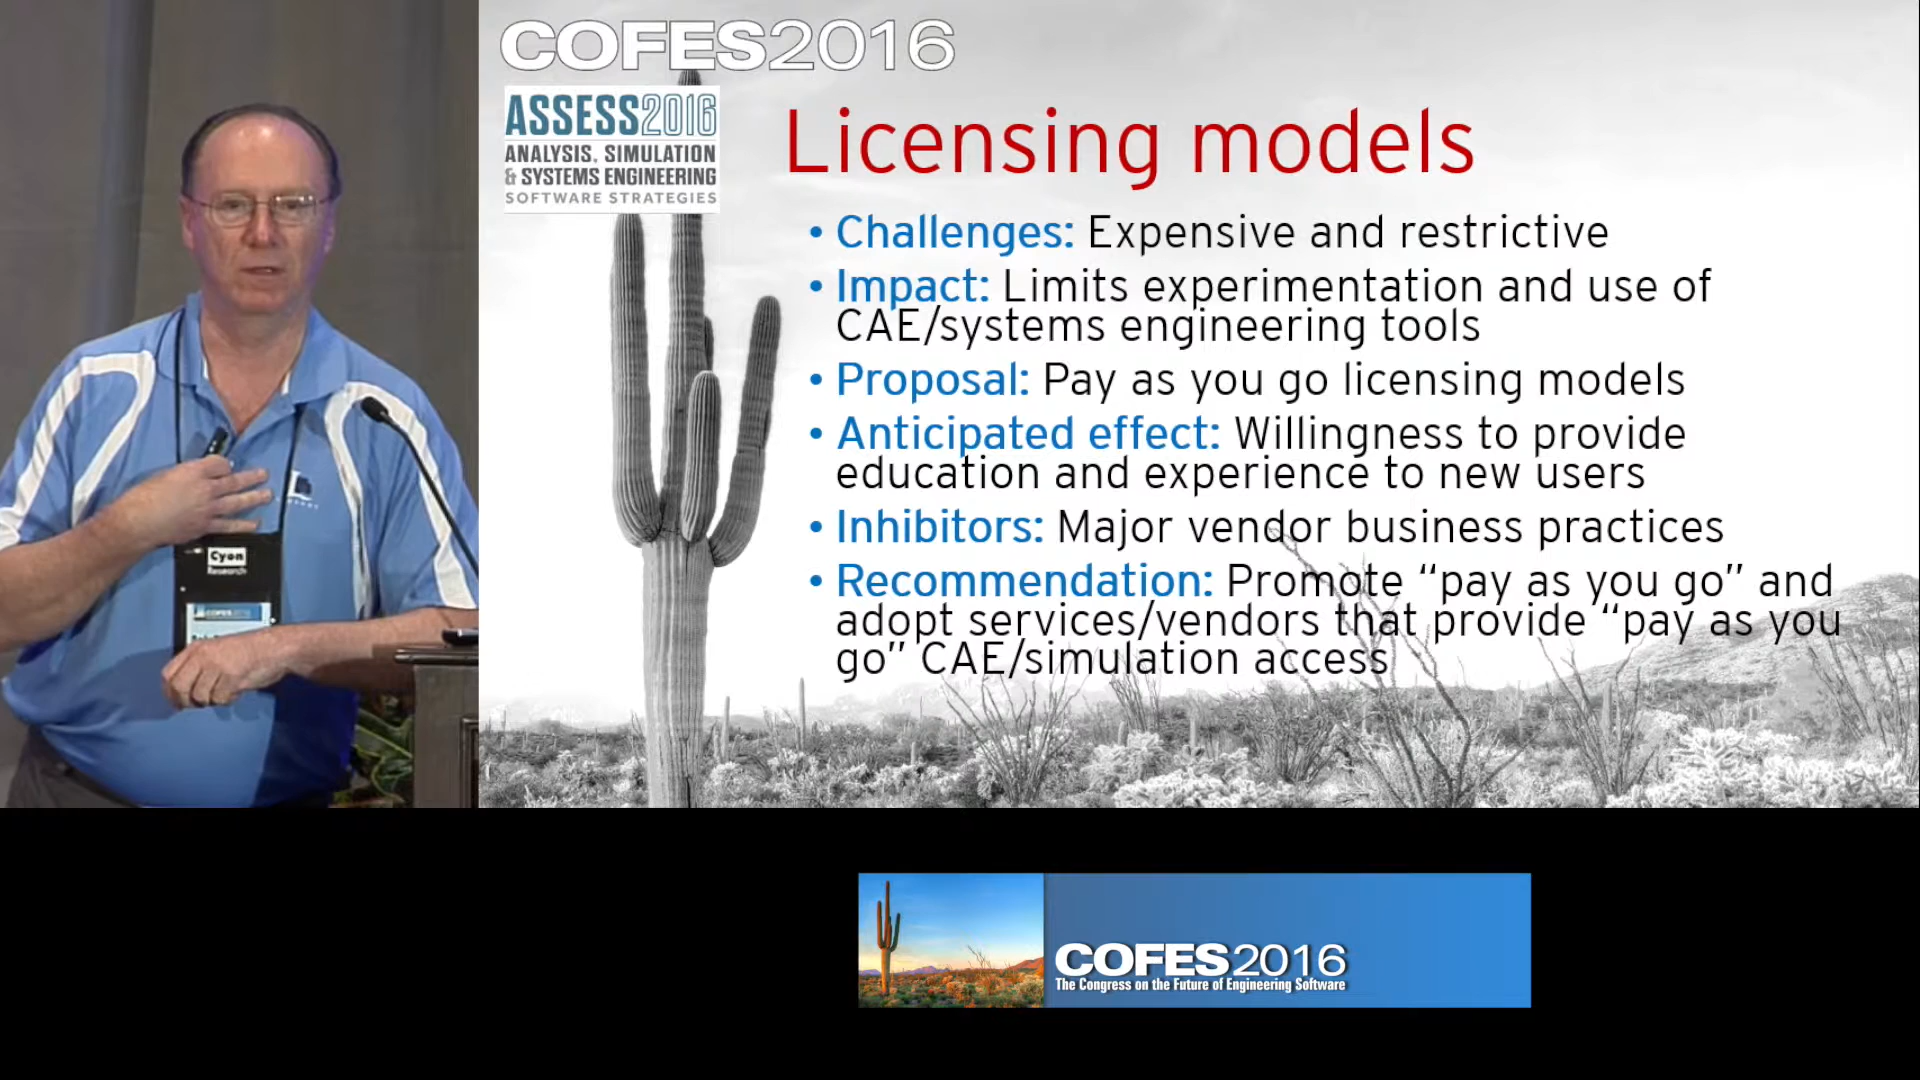 COFES2016
ASSESS2016
ANALYSIS, SIMULATION
& SYSTEMS ENGINEERING
SOFTWARE STRATEGIES
Licensing models
• Challenges: Expensive and restrictive
• Impact: Limits experimentation and use of
CAE/systems engineering tools
• Proposal: Pay as you go licensing models
• Anticipated effect: Willingness to provide
education and experience to new users
• Inhibitors: Major vendor business practices
• Recommendation: Promote “pay as you go” and
adopt services/vendors that provide “pay as you
go” CAE/simulation access
Cyon
Research
COFES2016
COFES2016
The Congress on the Future of Engineering Software